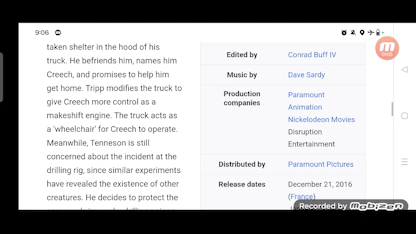 9:06
taken shelter in the hood of his
truck. He befriends him, names him
Creech, and promises to help him
get home. Tripp modifies the truck to
give Creech more control as a
makeshift engine. The truck acts as
a 'wheelchair' for Creech to operate.
Meanwhile, Tenneson is still
concerned about the incident at the
drilling rig, since similar experiments
have revealed the existence of other
creatures. He decides to protect the
Edited by Conrad Buff IV
Music by Dave Sardy
Production Paramount
companies Animation
Nickelodeon Movies
Disruption
Entertainment
Distributed by Paramount Pictures
Release dates December 21, 2016
(France)
Recorded by Mobizen